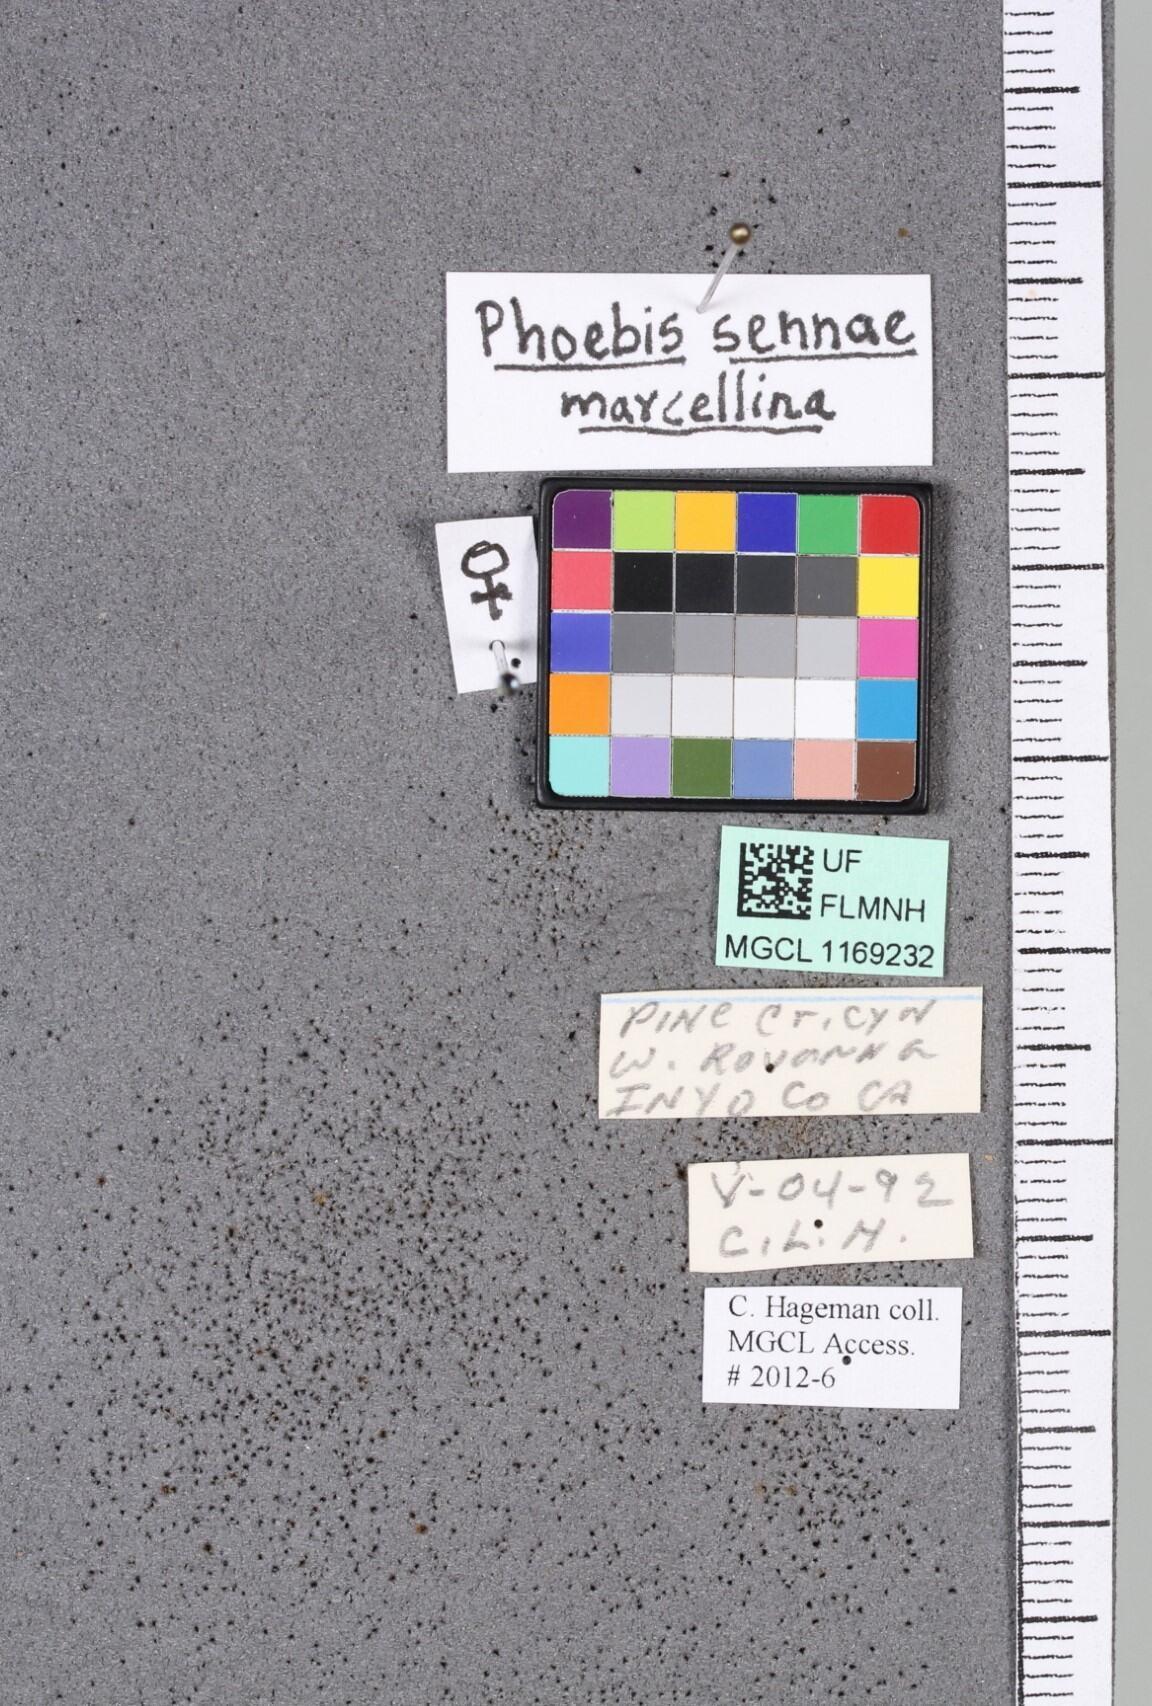 Phoebis sennae
marcellina
♀
UF
FLMNH
MGCL 1169232
PINE Cr. CYN
W. Rovanna
INYO Co CA
V-04-92
C.L.H.
C. Hageman coll.
MGCL Access.
# 2012-6